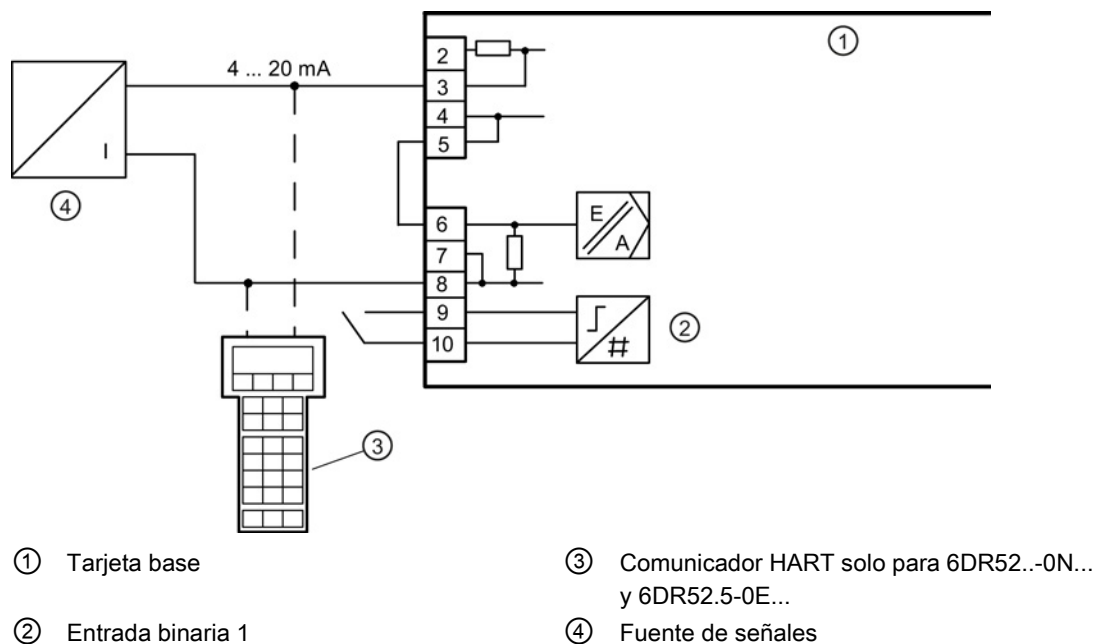 ①
4 ... 20 mA
2
3
4
5
I
④
6
7
8
9
10
E
A
②
③
① Tarjeta base
③ Comunicador HART solo para 6DR52..-0N...
y 6DR52.5-0E...
② Entrada binaria 1
④ Fuente de señales